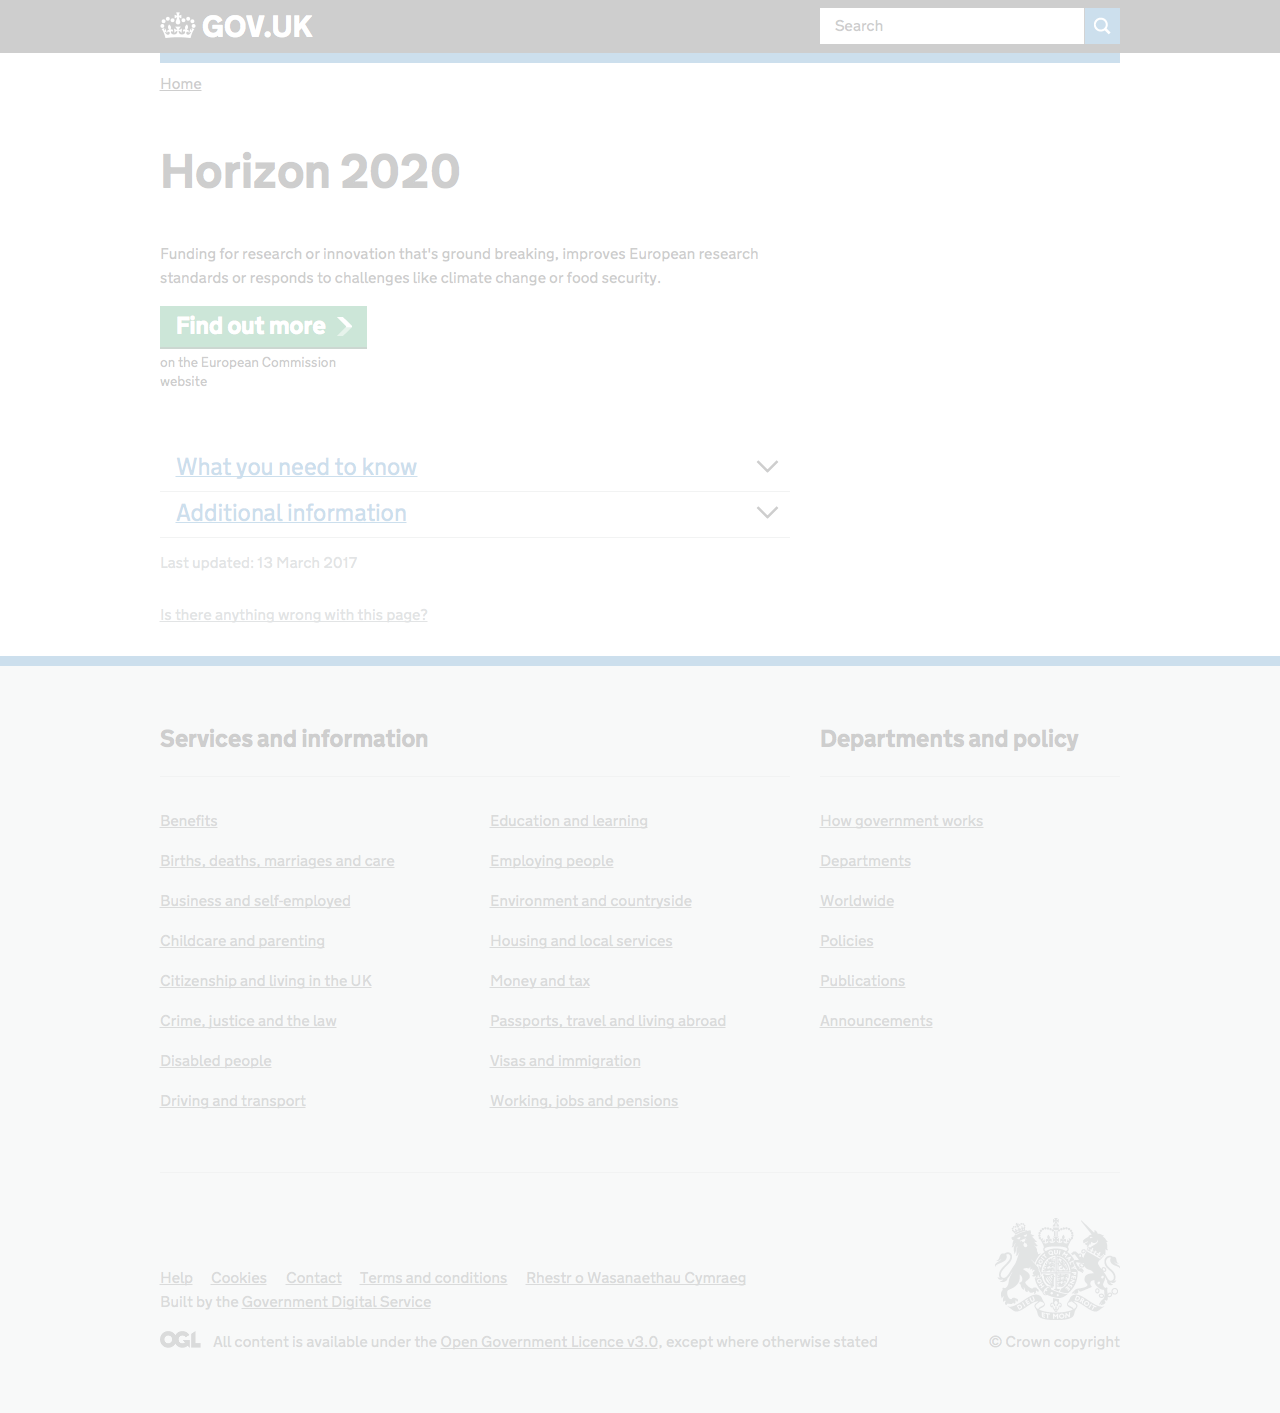 GOV.UK
Search
Home
Horizon 2020
Funding for research or innovation that's ground breaking, improves European research
standards or responds to challenges like climate change or food security.
Find out more
on the European Commission
website
What you need to know
Additional information
Last updated: 13 March 2017
Is there anything wrong with this page?
Services and information
Departments and policy
Benefits
Births, deaths, marriages and care
Business and self-employed
Childcare and parenting
Citizenship and living in the UK
Crime, justice and the law
Disabled people
Driving and transport
Education and learning
Employing people
Environment and countryside
Housing and local services
Money and tax
Passports, travel and living abroad
Visas and immigration
Working, jobs and pensions
How government works
Departments
Worldwide
Policies
Publications
Announcements
Help Cookies Contact Terms and conditions Rhestr o Wasanaethau Cymraeg
Built by the Government Digital Service
OGL All content is available under the Open Government Licence v3.0, except where otherwise stated
© Crown copyright